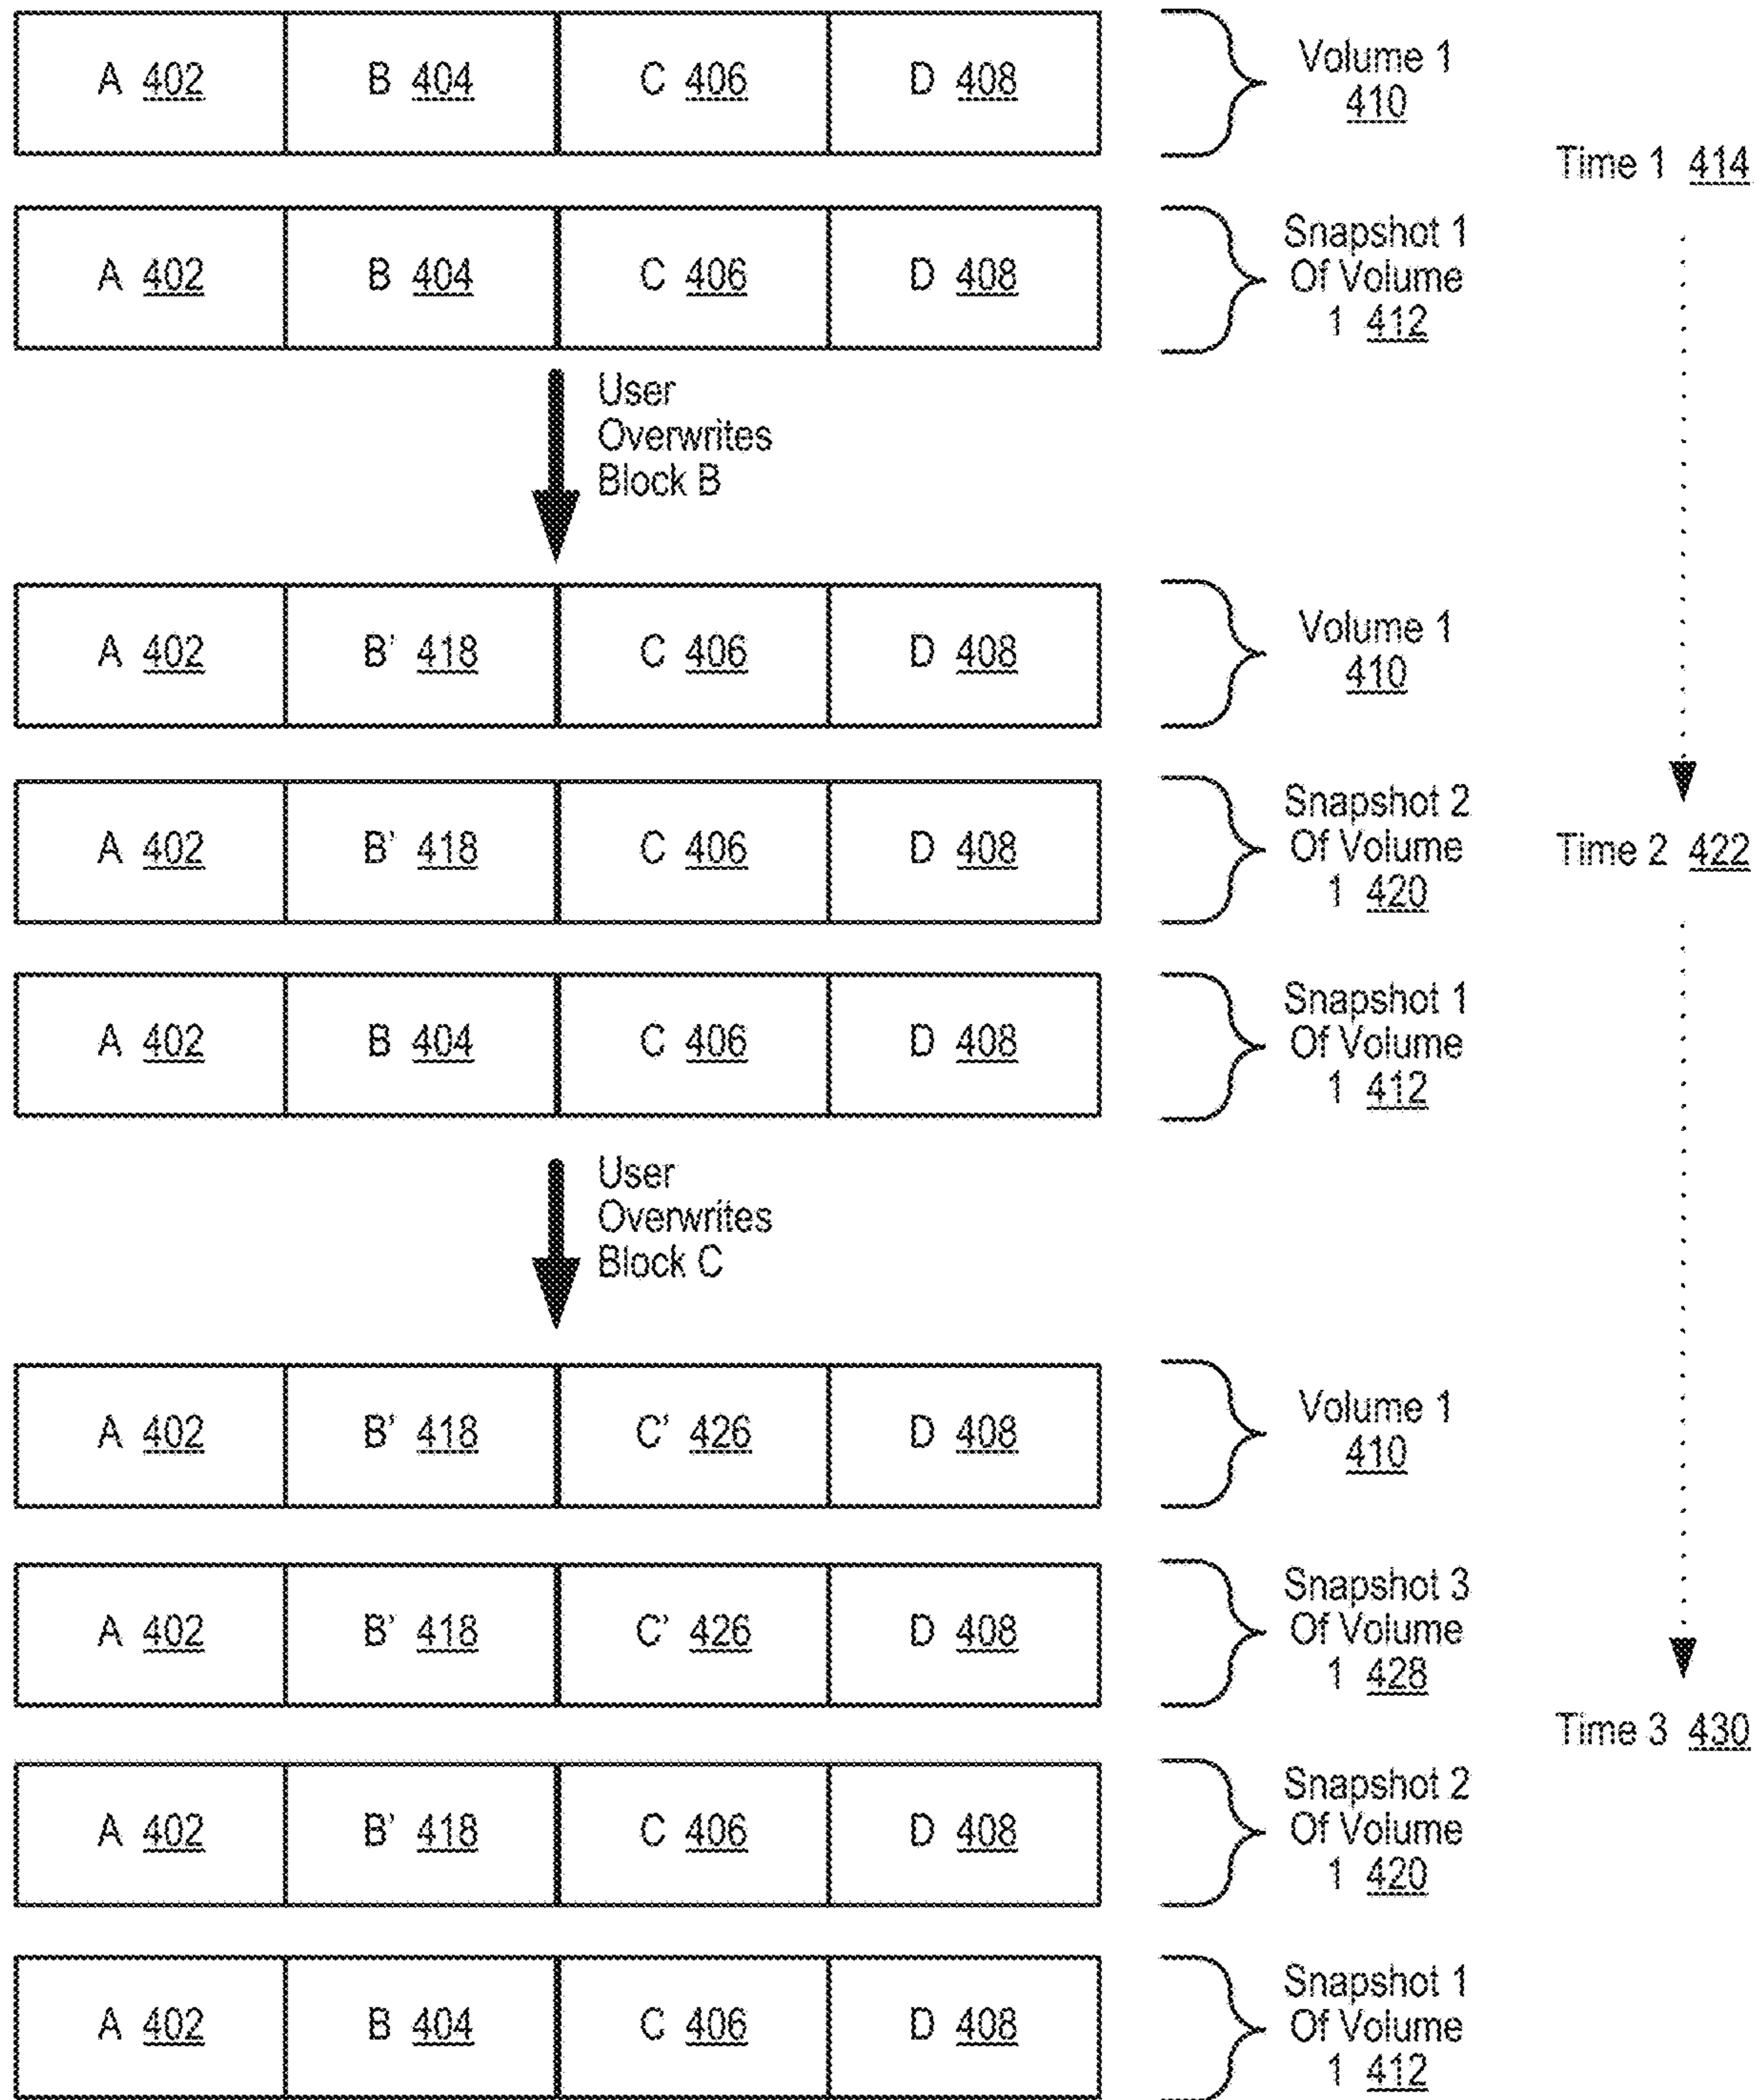 A 402 B 404 C 406 D 408
Volume 1
410
Time 1 414
A 402 B 404 C 406 D 408
Snapshot 1
Of Volume
1 412
User
Overwrites
Block B
A 402 B' 418 C 406 D 408
Volume 1
410
A 402 B' 418 C 406 D 408
Snapshot 2
Of Volume
1 420
Time 2 422
A 402 B 404 C 406 D 408
Snapshot 1
Of Volume
1 412
User
Overwrites
Block C
A 402 B' 418 C' 426 D 408
Volume 1
410
A 402 B' 418 C' 426 D 408
Snapshot 3
Of Volume
1 428
Time 3 430
A 402 B' 418 C 406 D 408
Snapshot 2
Of Volume
1 420
A 402 B 404 C 406 D 408
Snapshot 1
Of Volume
1 412